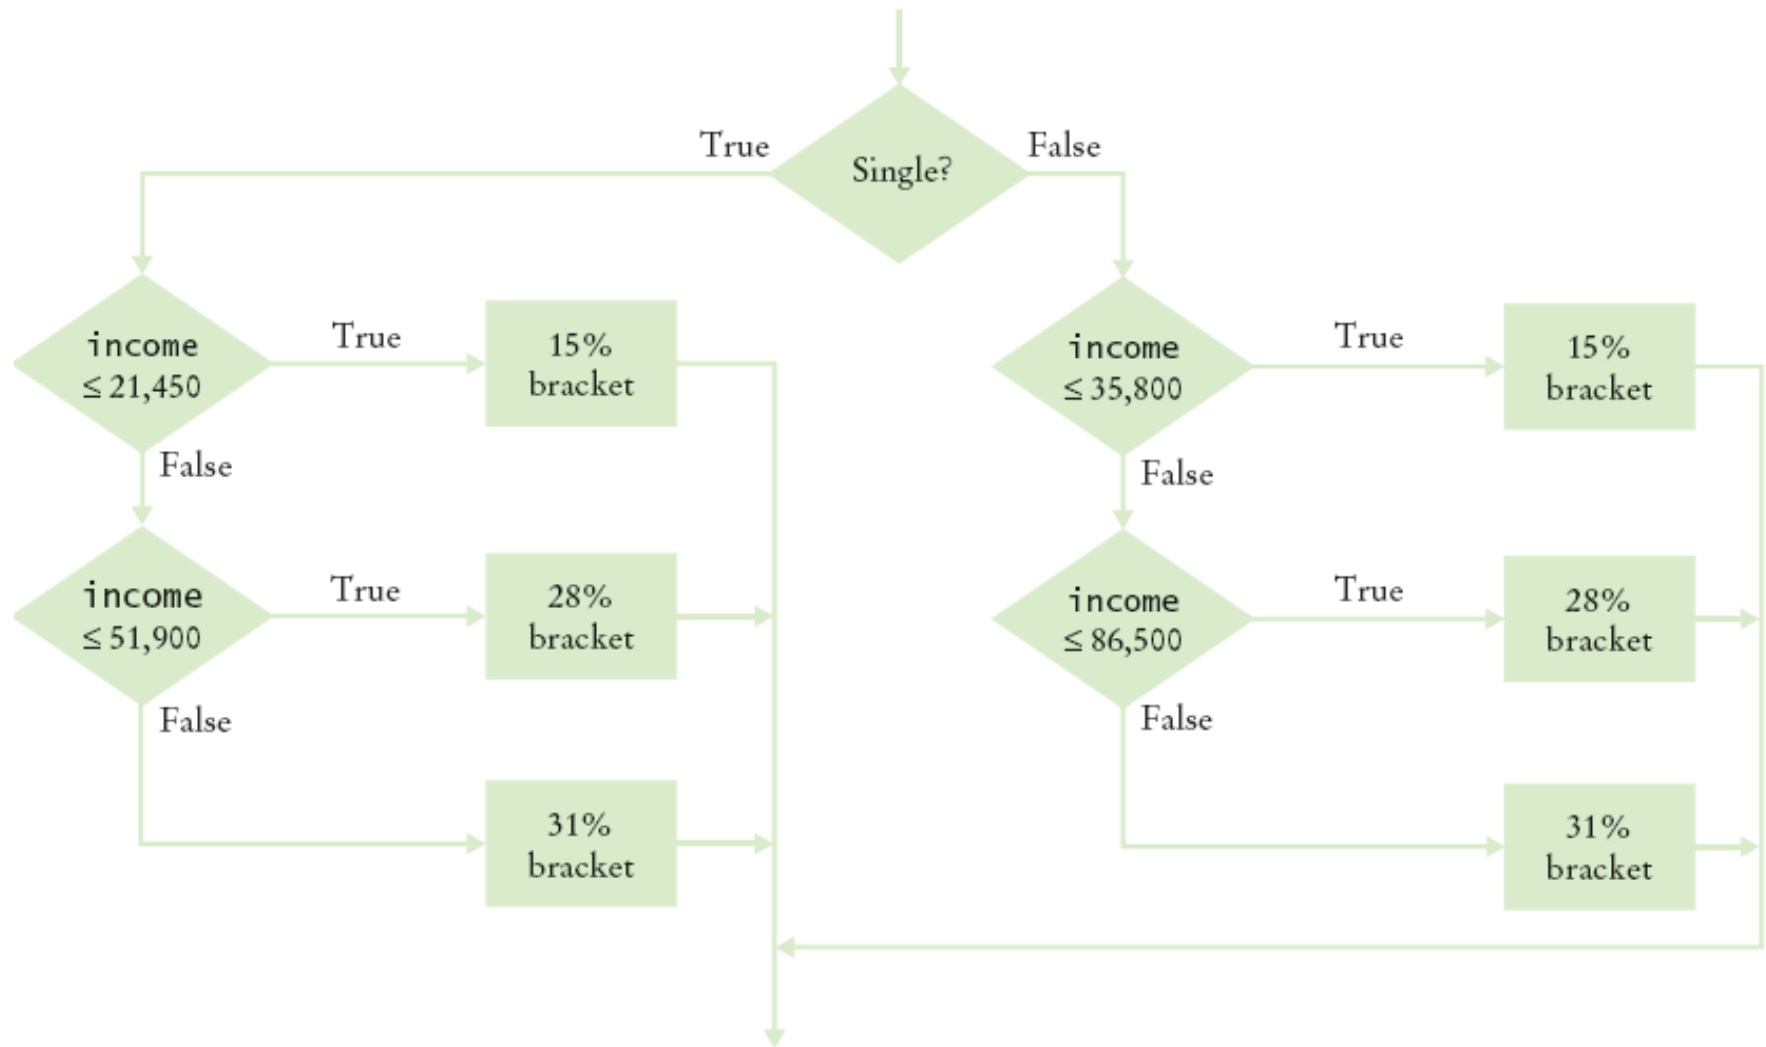 Single?
True
False
income
≤ 21,450
True
15%
bracket
False
income
≤ 51,900
True
28%
bracket
False
31%
bracket
income
≤ 35,800
True
15%
bracket
False
income
≤ 86,500
True
28%
bracket
False
31%
bracket